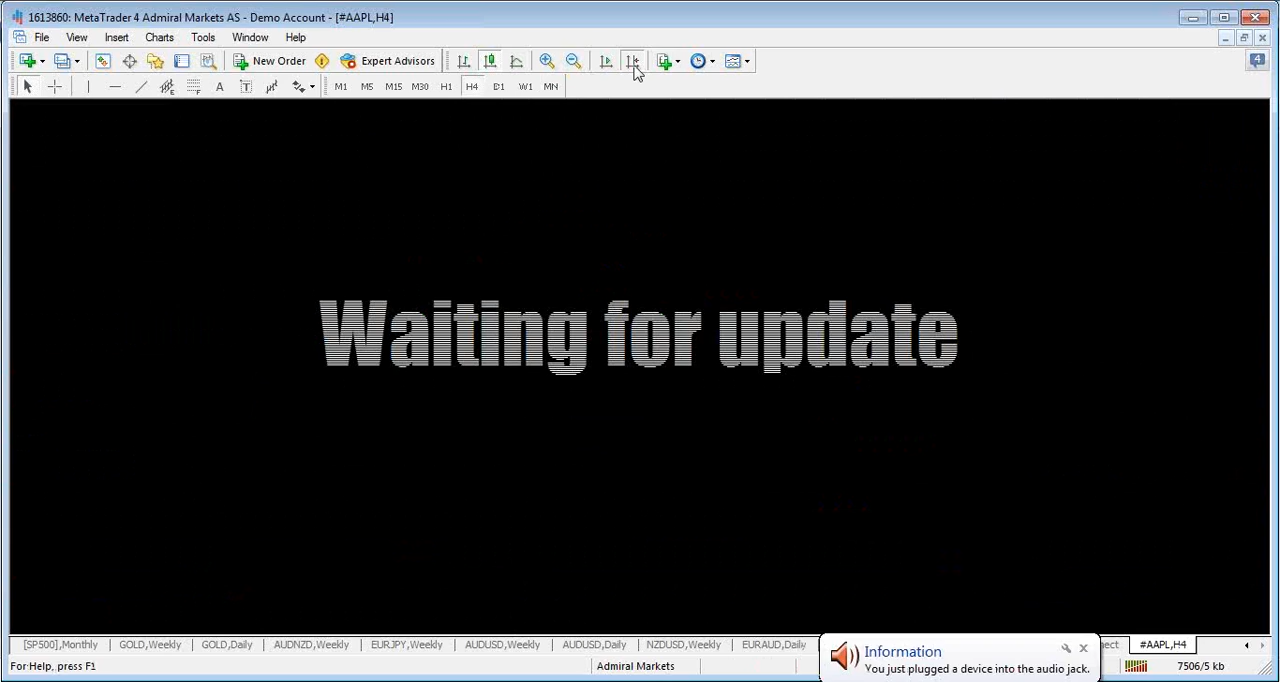 1613860: MetaTrader 4 Admiral Markets AS - Demo Account - [#AAPL,H4]
File View Insert Charts Tools Window Help
New Order Expert Advisors 4
A T M1 M5 M15 M30 H1 H4 D1 W1 MN
Waiting for update
[SP500],Monthly GOLD,Weekly GOLD,Daily AUDNZD,Weekly EURJPY,Weekly AUDUSD,Weekly AUDUSD,Daily NZDUSD,Weekly EURAUD,Daily nect #AAPL,H4
Information
You just plugged a device into the audio jack.
For Help, press F1 Admiral Markets 7506/5 kb